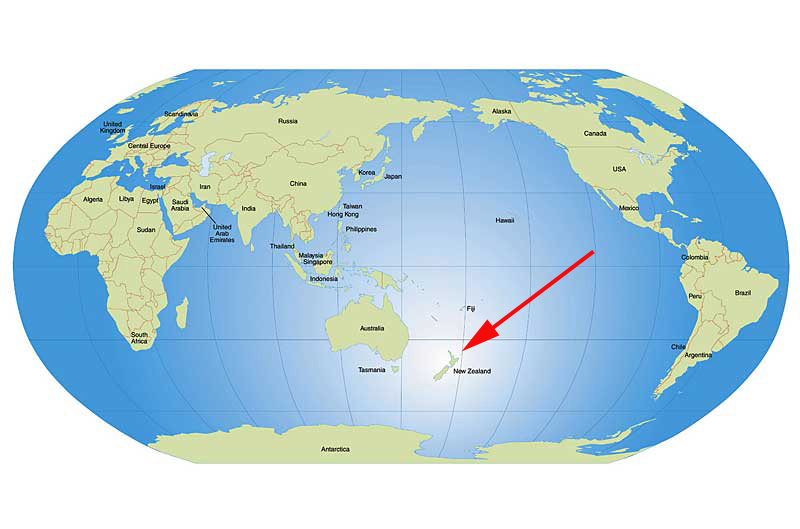 Alaska
Scandinavia
Russia
United
Kingdom
Canada
Central Europe
USA
Korea
Japan
China
Israel
Iran
Algeria
Libya
Egypt
Saudi
Arabia
India
Taiwan
Hong Kong
Mexico
Hawaii
Sudan
United
Arab
Emirates
Philippines
Thailand
Malaysia
Singapore
Colombia
Indonesia
Brazil
Peru
Fiji
Australia
South
Africa
Chile
Argentina
Tasmania
New Zealand
Antarctica